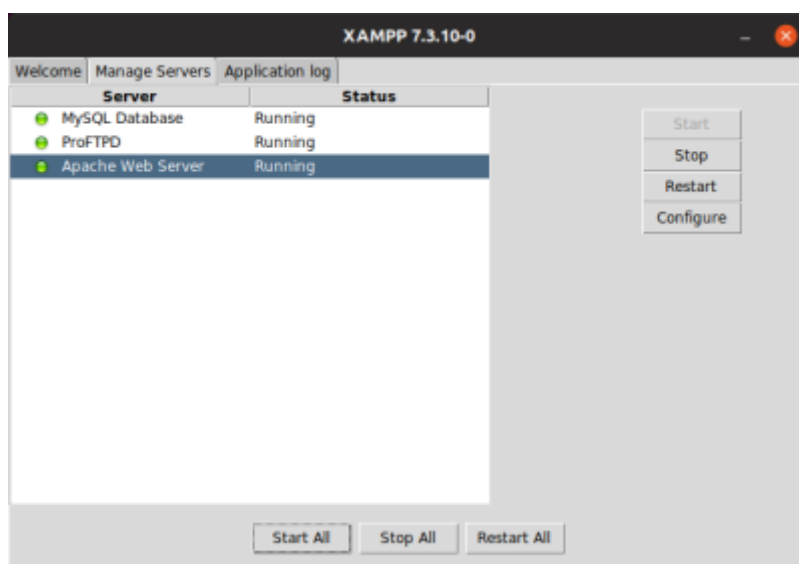 XAMPP 7.3.10-0
Welcome Manage Servers Application log
Server Status
MySQL Database Running
ProFTPD Running
Apache Web Server Running
Start
Stop
Restart
Configure
Start All Stop All Restart All